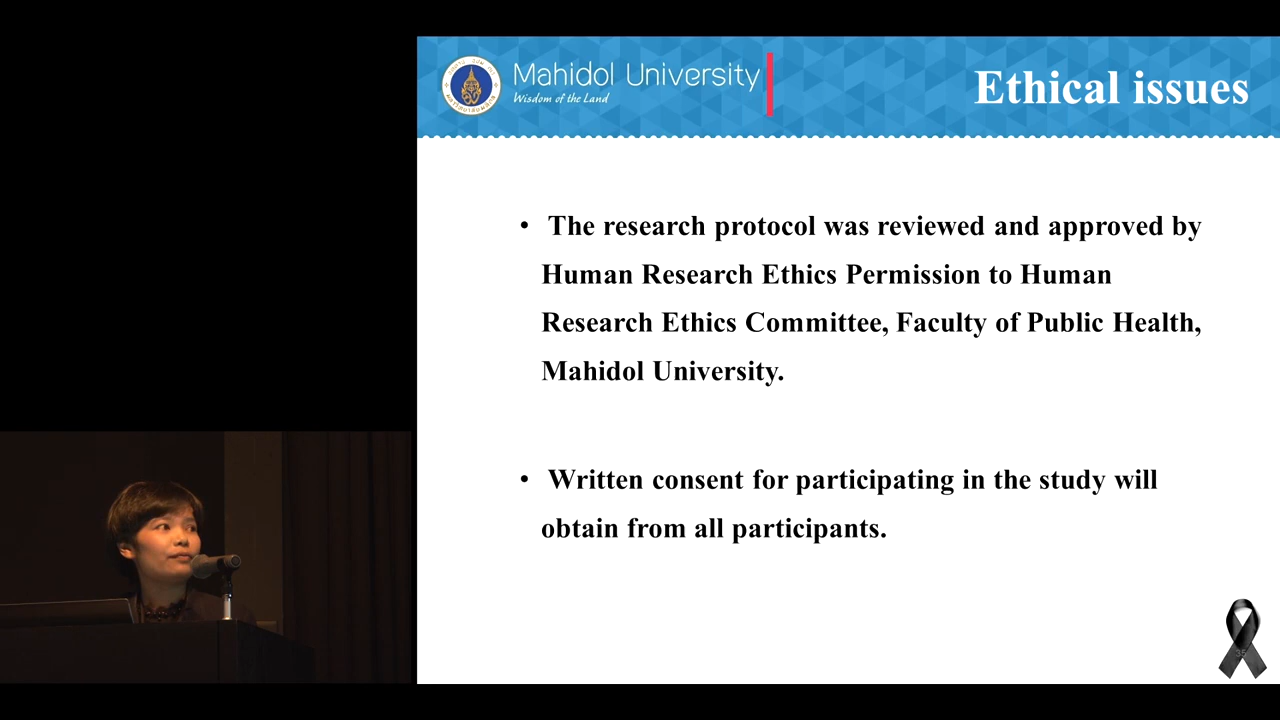 Mahidol University
Wisdom of the Land
Ethical issues
• The research protocol was reviewed and approved by
Human Research Ethics Permission to Human
Research Ethics Committee, Faculty of Public Health,
Mahidol University.
• Written consent for participating in the study will
obtain from all participants.
35